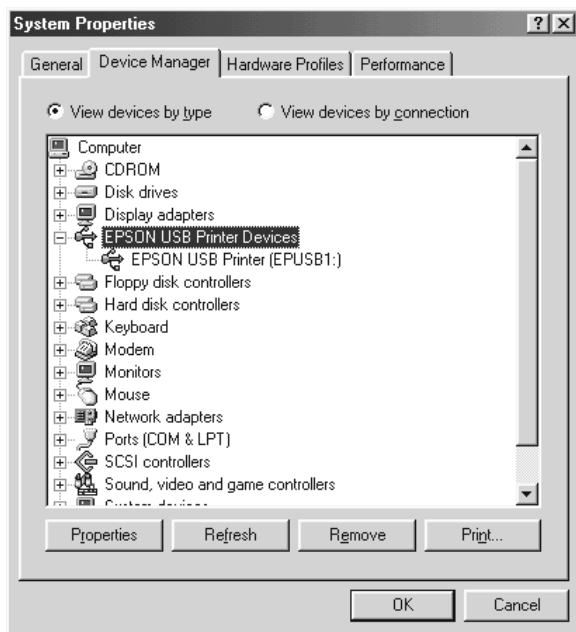 System Properties
General Device Manager Hardware Profiles Performance
View devices by type View devices by connection
Computer
CDROM
Disk drives
Display adapters
EPSON USB Printer Devices
EPSON USB Printer (EPUSB1:)
Floppy disk controllers
Hard disk controllers
Keyboard
Modem
Monitors
Mouse
Network adapters
Ports (COM & LPT)
SCSI controllers
Sound, video and game controllers
System devices
Properties Refresh Remove Print...
OK Cancel